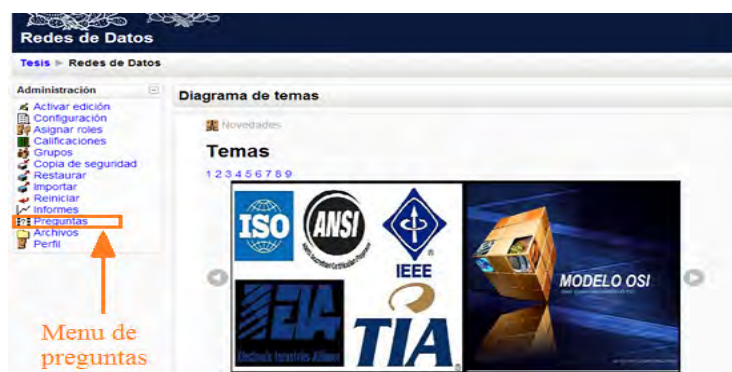 Redes de Datos
Tesis ► Redes de Datos
Administración
Activar edición
Configuración
Asignar roles
Calificaciones
Grupos
Copia de seguridad
Restaurar
Importar
Reiniciar
Informes
Preguntas
Archivos
Perfil
Menu de
preguntas
Diagrama de temas
Novedades
Temas
1 2 3 4 5 6 7 8 9
ISO
ANSI
IEEE
EIA
Electronic Industries Alliance
TIA
MODELO OSI